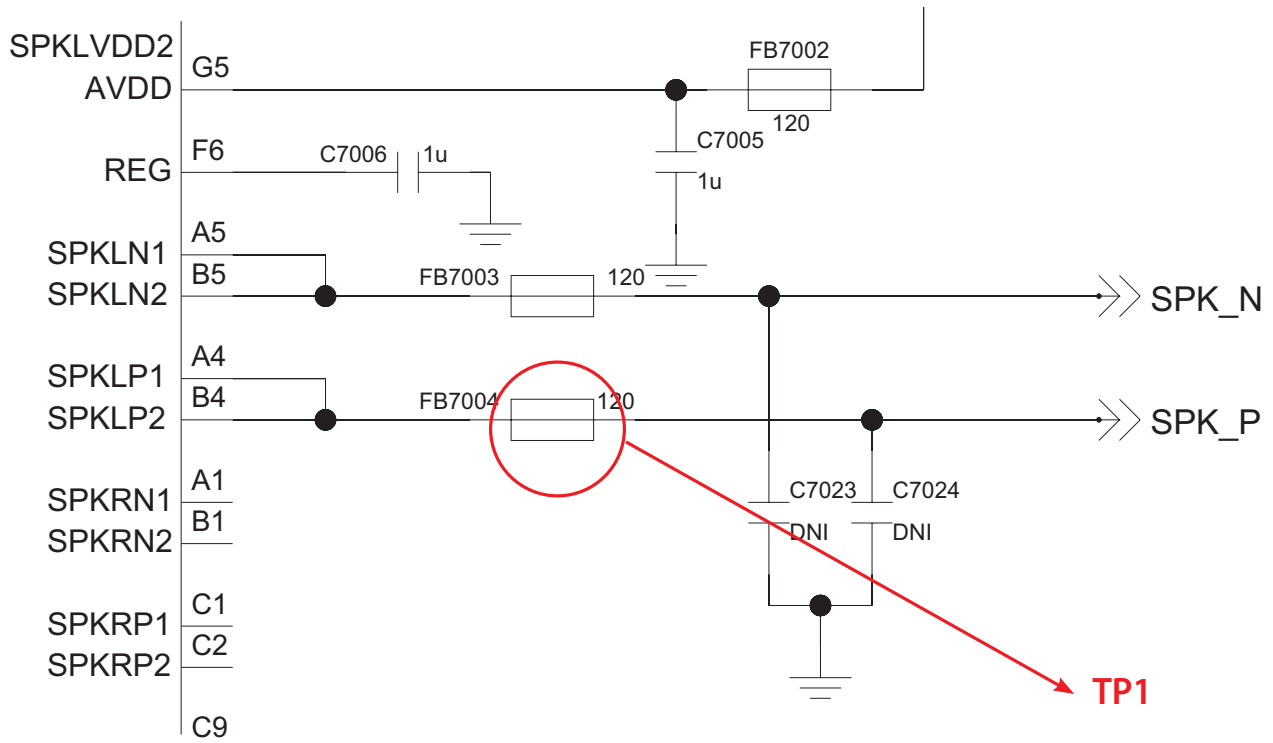 SPKLVDD2
G5
FB7002
AVDD
120
C7005
F6
C7006
1u
REG
1u
A5
SPKLN1
B5
FB7003
120
SPKLN2
SPK_N
A4
SPKLP1
B4
FB7004
120
SPKLP2
SPK_P
A1
C7023
C7024
SPKRN1
B1
DNI
DNI
SPKRN2
C1
SPKRP1
C2
SPKRP2
TP1
C9